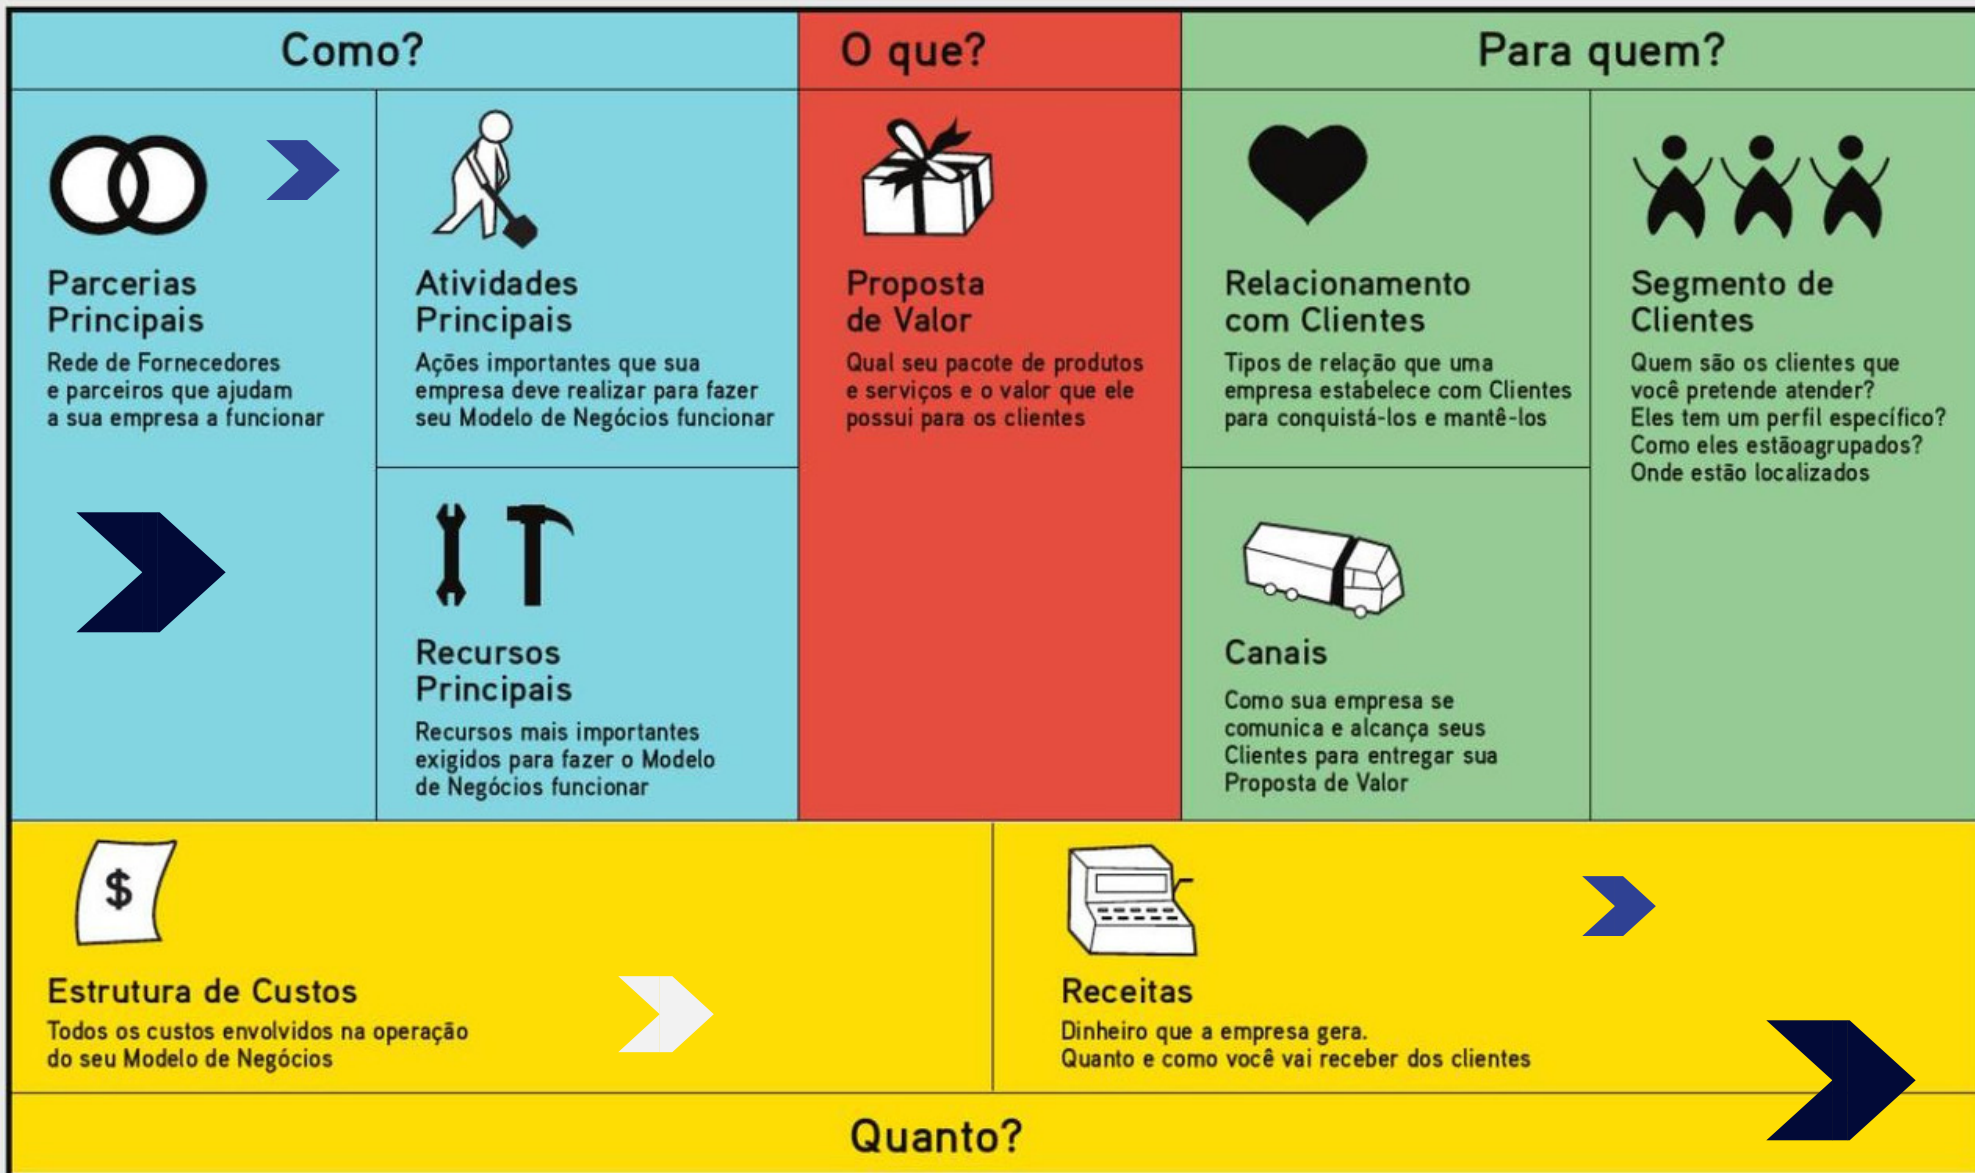 Como?
O que?
Para quem?
Parcerias
Principais
Rede de Fornecedores
e parceiros que ajudam
a sua empresa a funcionar
Atividades
Principais
Ações importantes que sua
empresa deve realizar para fazer
seu Modelo de Negócios funcionar
Recursos
Principais
Recursos mais importantes
exigidos para fazer o Modelo
de Negócios funcionar
Proposta
de Valor
Qual seu pacote de produtos
e serviços e o valor que ele
possui para os clientes
Relacionamento
com Clientes
Tipos de relação que uma
empresa estabelece com Clientes
para conquistá-los e mantê-los
Canais
Como sua empresa se
comunica e alcança seus
Clientes para entregar sua
Proposta de Valor
Segmento de
Clientes
Quem são os clientes que
você pretende atender?
Eles tem um perfil específico?
Como eles estãoagrupados?
Onde estão localizados
$
Estrutura de Custos
Todos os custos envolvidos na operação
do seu Modelo de Negócios
Receitas
Dinheiro que a empresa gera.
Quanto e como você vai receber dos clientes
Quanto?